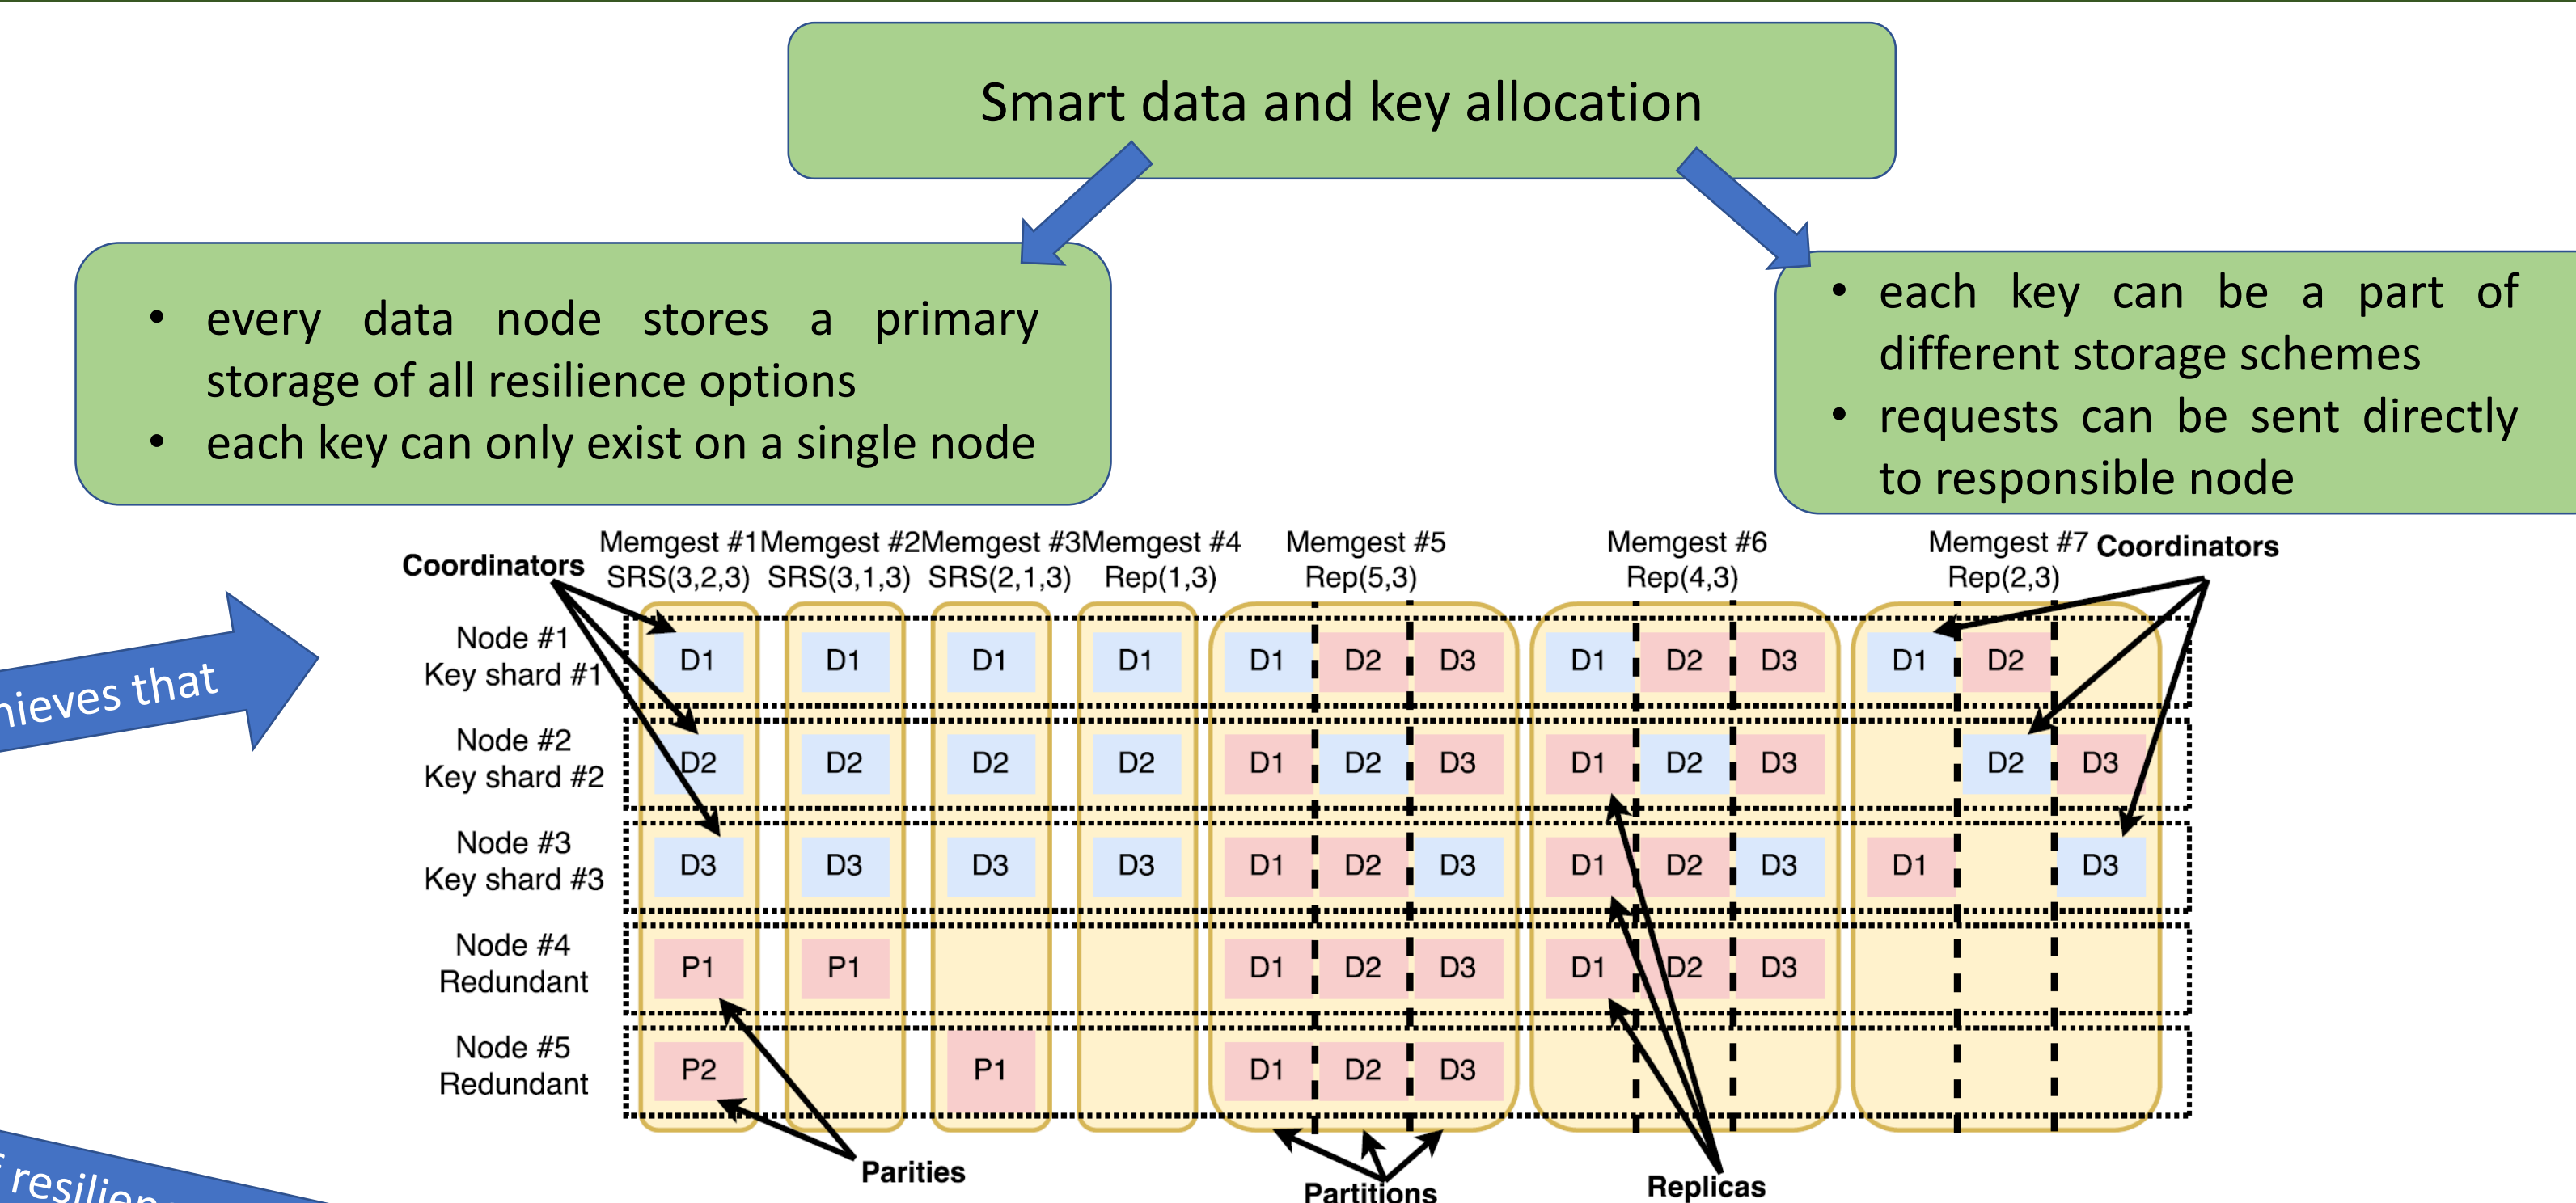 Smart data and key allocation
• every data node stores a primary
storage of all resilience options
• each key can only exist on a single node
• each key can be a part of
different storage schemes
• requests can be sent directly
to responsible node
Coordinators
Memgest #1 Memgest #2 Memgest #3 Memgest #4 Memgest #5 Memgest #6 Memgest #7
SRS(3,2,3) SRS(3,1,3) SRS(2,1,3) Rep(1,3) Rep(5,3) Rep(4,3) Rep(2,3)
Coordinators
Node #1
Key shard #1
D1 D1 D1 D1 D1 D2 D3 D1 D2 D3 D1 D2
that
Node #2
Key shard #2
D2 D2 D2 D2 D1 D2 D3 D1 D2 D3 D2 D3
Node #3
Key shard #3
D3 D3 D3 D3 D1 D2 D3 D1 D2 D3 D1 D3
Node #4
Redundant
P1 P1 D1 D2 D3 D1 D2 D3
Node #5
Redundant
P2 P1 D1 D2 D3
Parities
Partitions
Replicas